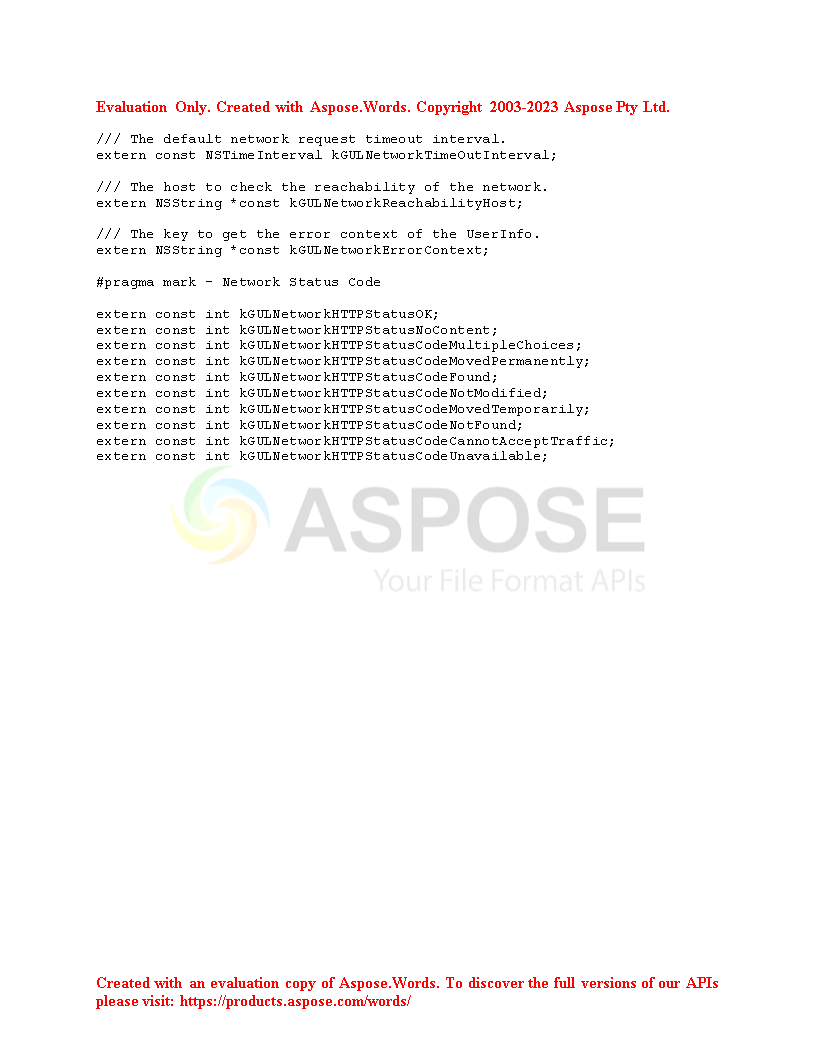 Evaluation Only. Created with Aspose.Words. Copyright 2003-2023 Aspose Pty Ltd.
/// The default network request timeout interval.
extern const NSTimeInterval kGULNetworkTimeOutInterval;
/// The host to check the reachability of the network.
extern NSString *const kGULNetworkReachabilityHost;
/// The key to get the error context of the UserInfo.
extern NSString *const kGULNetworkErrorContext;
#pragma mark - Network Status Code
extern const int kGULNetworkHTTPStatusOK;
extern const int kGULNetworkHTTPStatusNoContent;
extern const int kGULNetworkHTTPStatusCodeMultipleChoices;
extern const int kGULNetworkHTTPStatusCodeMovedPermanently;
extern const int kGULNetworkHTTPStatusCodeFound;
extern const int kGULNetworkHTTPStatusCodeNotModified;
extern const int kGULNetworkHTTPStatusCodeMovedTemporarily;
extern const int kGULNetworkHTTPStatusCodeNotFound;
extern const int kGULNetworkHTTPStatusCodeCannotAcceptTraffic;
extern const int kGULNetworkHTTPStatusCodeUnavailable;
ASPOSE
Your File Format APIs
Created with an evaluation copy of Aspose.Words. To discover the full versions of our APIs
please visit: https://products.aspose.com/words/